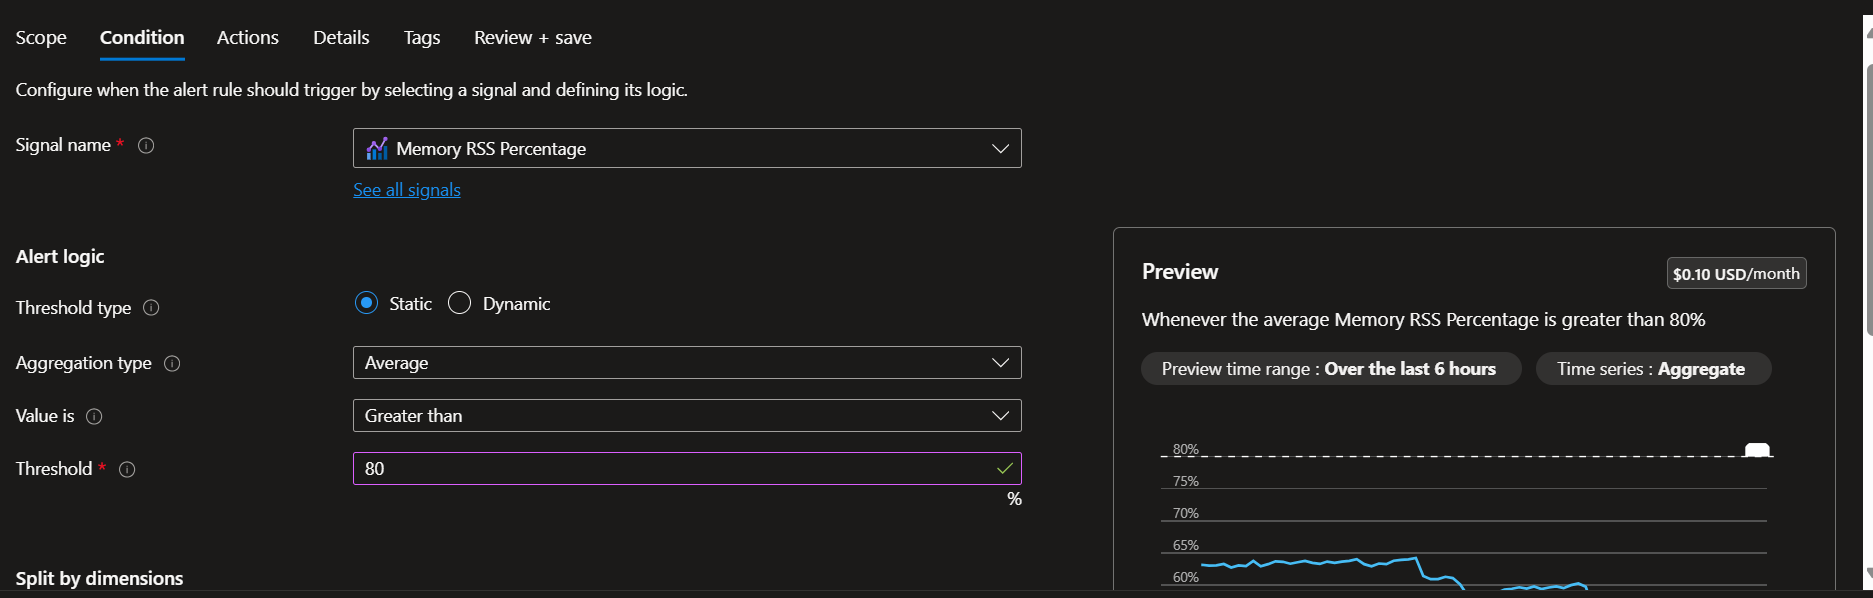 Scope Condition Actions Details Tags Review + save
Configure when the alert rule should trigger by selecting a signal and defining its logic.
Signal name * Memory RSS Percentage
See all signals
Alert logic
Threshold type Static Dynamic
Aggregation type Average
Value is Greater than
Threshold * 80
%
Split by dimensions
Preview $0.10 USD/month
Whenever the average Memory RSS Percentage is greater than 80%
Preview time range : Over the last 6 hours Time series : Aggregate
80%
75%
70%
65%
60%